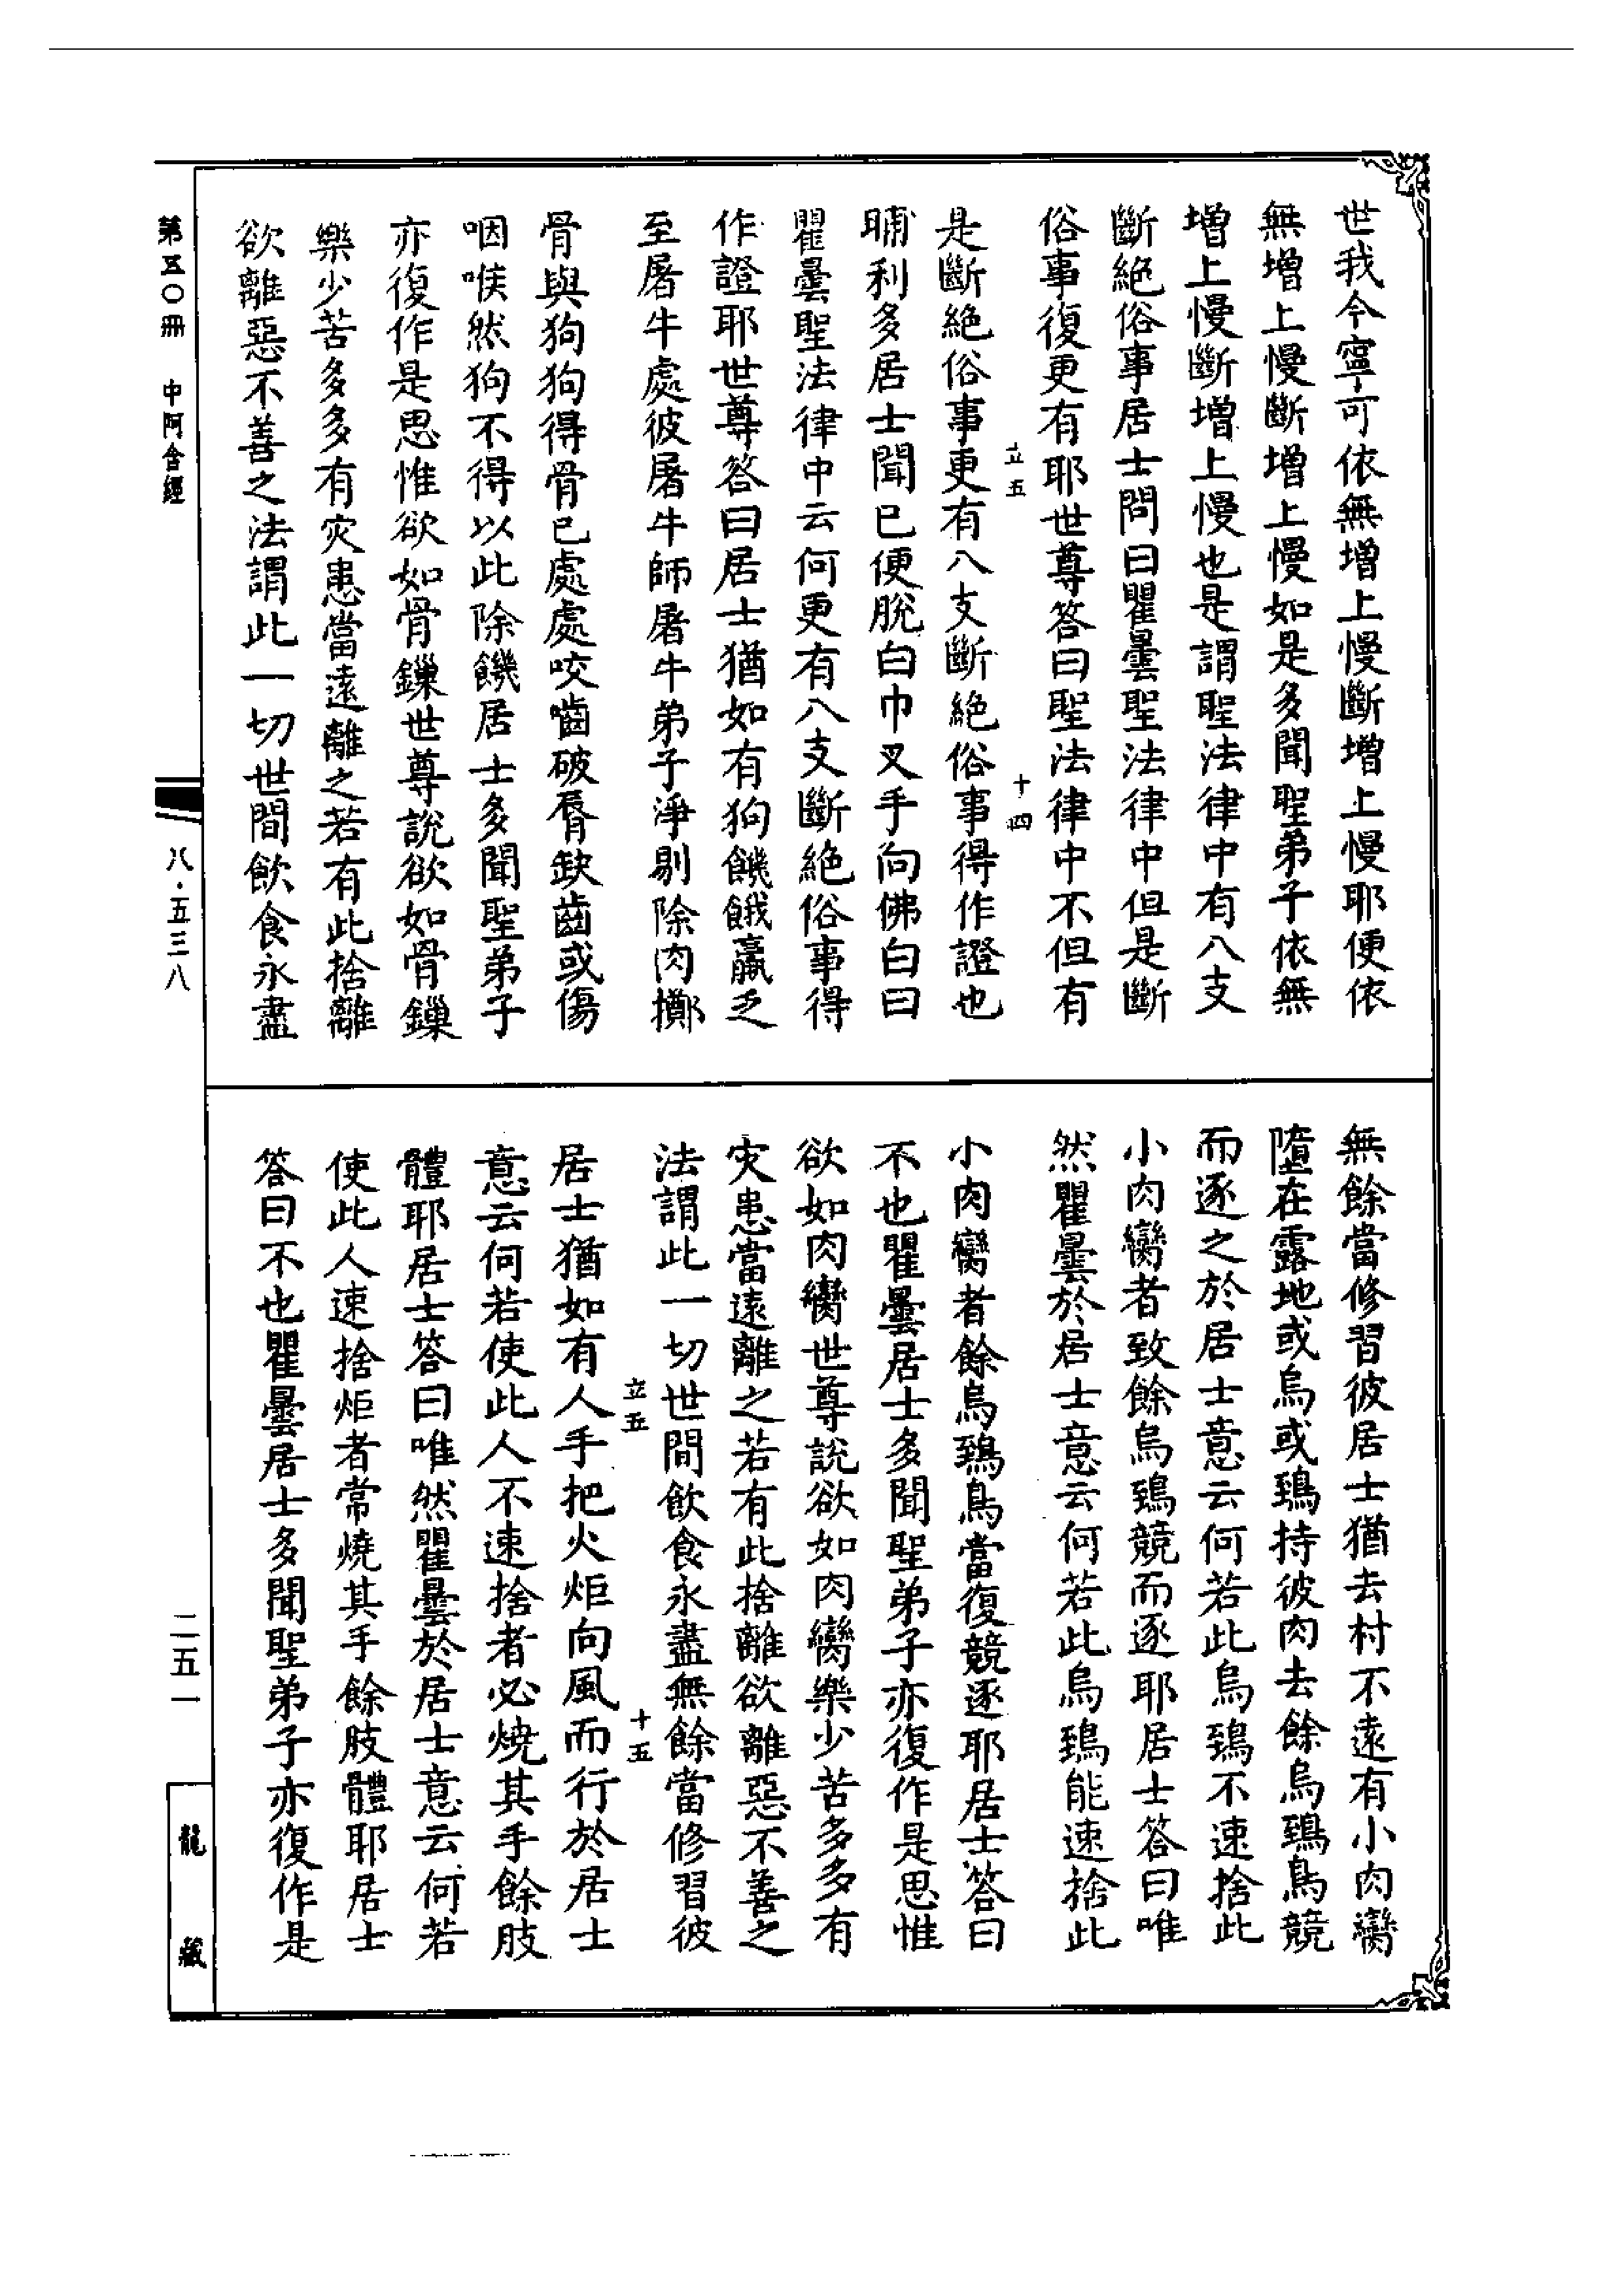 世我今寧可依無增上慢斷增上慢耶便依
無增上慢斷增上慢如是多聞聖弟子依無
增上慢斷增上慢也是謂聖法律中有八支
斷絕俗事居士問曰瞿曇聖法律中但是斷
俗事復更有耶世尊答曰聖法律中不但有
立五 十四
是斷絕俗事更有八支斷絕俗事得作證也
晡利多居士聞已便脫白巾叉手向佛白曰
瞿曇聖法律中云何更有八支斷絕俗事得
作證耶世尊答曰居士猶如有狗饑餓羸乏
至屠牛處彼屠牛師屠牛弟子淨剔除肉擲
骨與狗狗得骨已處處咬嚙破脣缺齒或傷
咽喉然狗不得以此除饑居士多聞聖弟子
亦復作是思惟欲如骨鏁世尊說欲如骨鏁
樂少苦多多有灾患當遠離之若有此捨離
欲離惡不善之法謂此一切世間飲食永盡
無餘當修習彼居士猶去村不遠有小肉臠
墮在露地或烏或鵄持彼肉去餘烏鵄鳥競
而逐之於居士意云何若此烏鵄不速捨此
小肉臠者致餘烏鵄競而逐耶居士答曰唯
然瞿曇於居士意云何若此烏鵄能速捨此
小肉臠者餘烏鵄鳥當復競逐耶居士答曰
不也瞿曇居士多聞聖弟子亦復作是思惟
欲如肉臠世尊說欲如肉臠樂少苦多多有
灾患當遠離之若有此捨離欲離惡不善之
法謂此一切世間飲食永盡無餘當修習彼
立五 十五
居士猶如有人手把火炬向風而行於居士
意云何若使此人不速捨者必燒其手餘肢
體耶居士答曰唯然瞿曇於居士意云何若
使此人速捨炬者常燒其手餘肢體耶居士
答曰不也瞿曇居士多聞聖弟子亦復作是
第五〇冊 中阿含經
八·五三八
二五一
龍藏